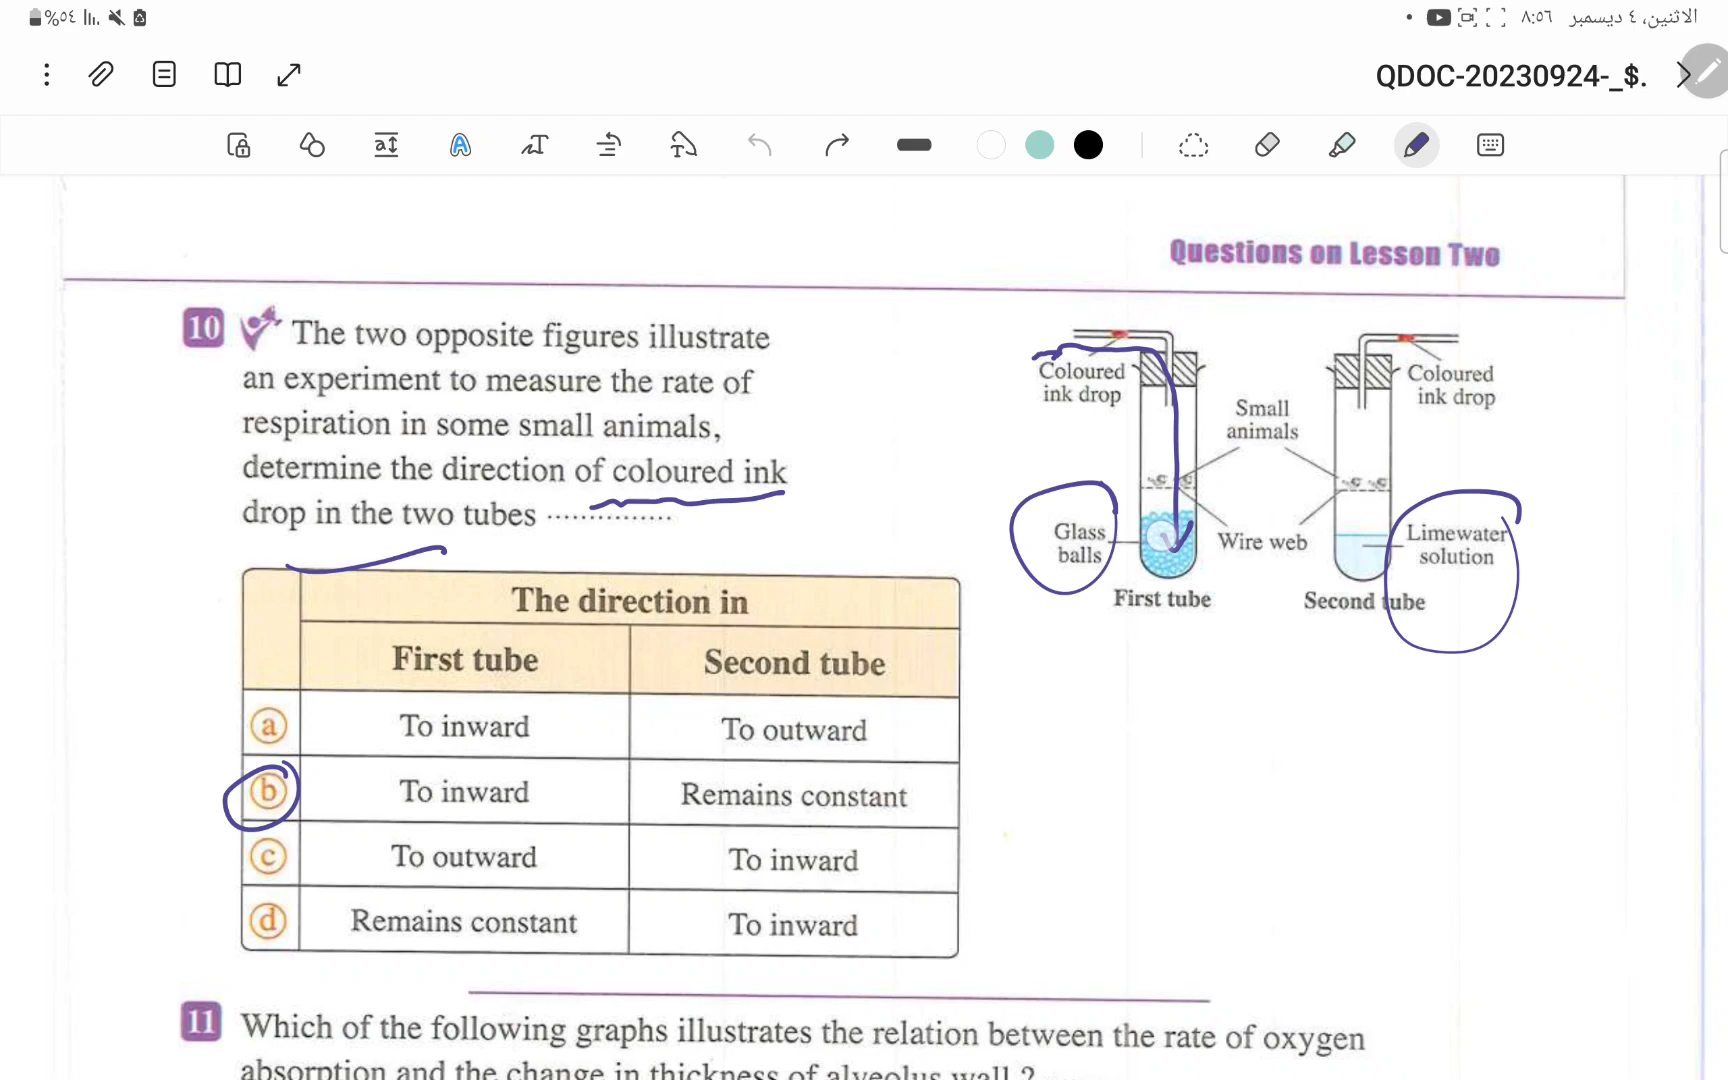 %٥٤
الاثنين، ٤ ديسمبر ٨:٥٦
QDOC-20230924-_$.
Questions on Lesson Two
10 The two opposite figures illustrate
an experiment to measure the rate of
respiration in some small animals,
determine the direction of coloured ink
drop in the two tubes ...............
Coloured
ink drop
Small
animals
Coloured
ink drop
Glass
balls
Wire web
Limewater
solution
First tube
Second tube
The direction in
First tube Second tube
a To inward To outward
b To inward Remains constant
c To outward To inward
d Remains constant To inward
11 Which of the following graphs illustrates the relation between the rate of oxygen
absorption and the change in thickness of alveolus wall ?